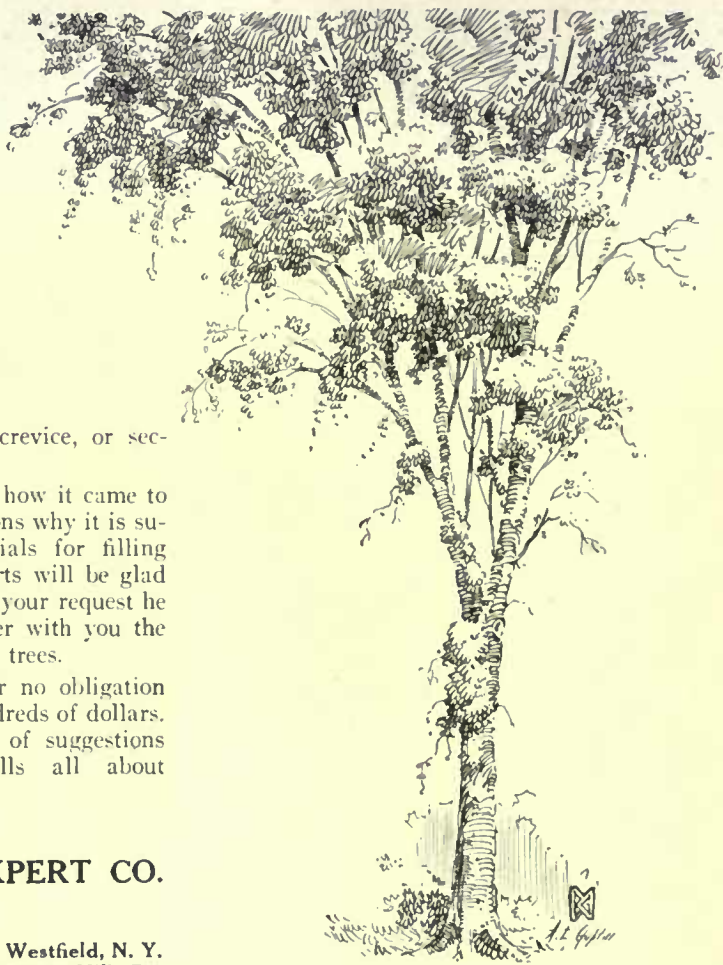 crevice, or sec-
how it came to
ns why it is su-
ials for filling
rts will be glad
your request he
er with you the
trees.
r no obligation
dreds of dollars.
of suggestions
lls all about
XPERT CO.
Westfield, N. Y.